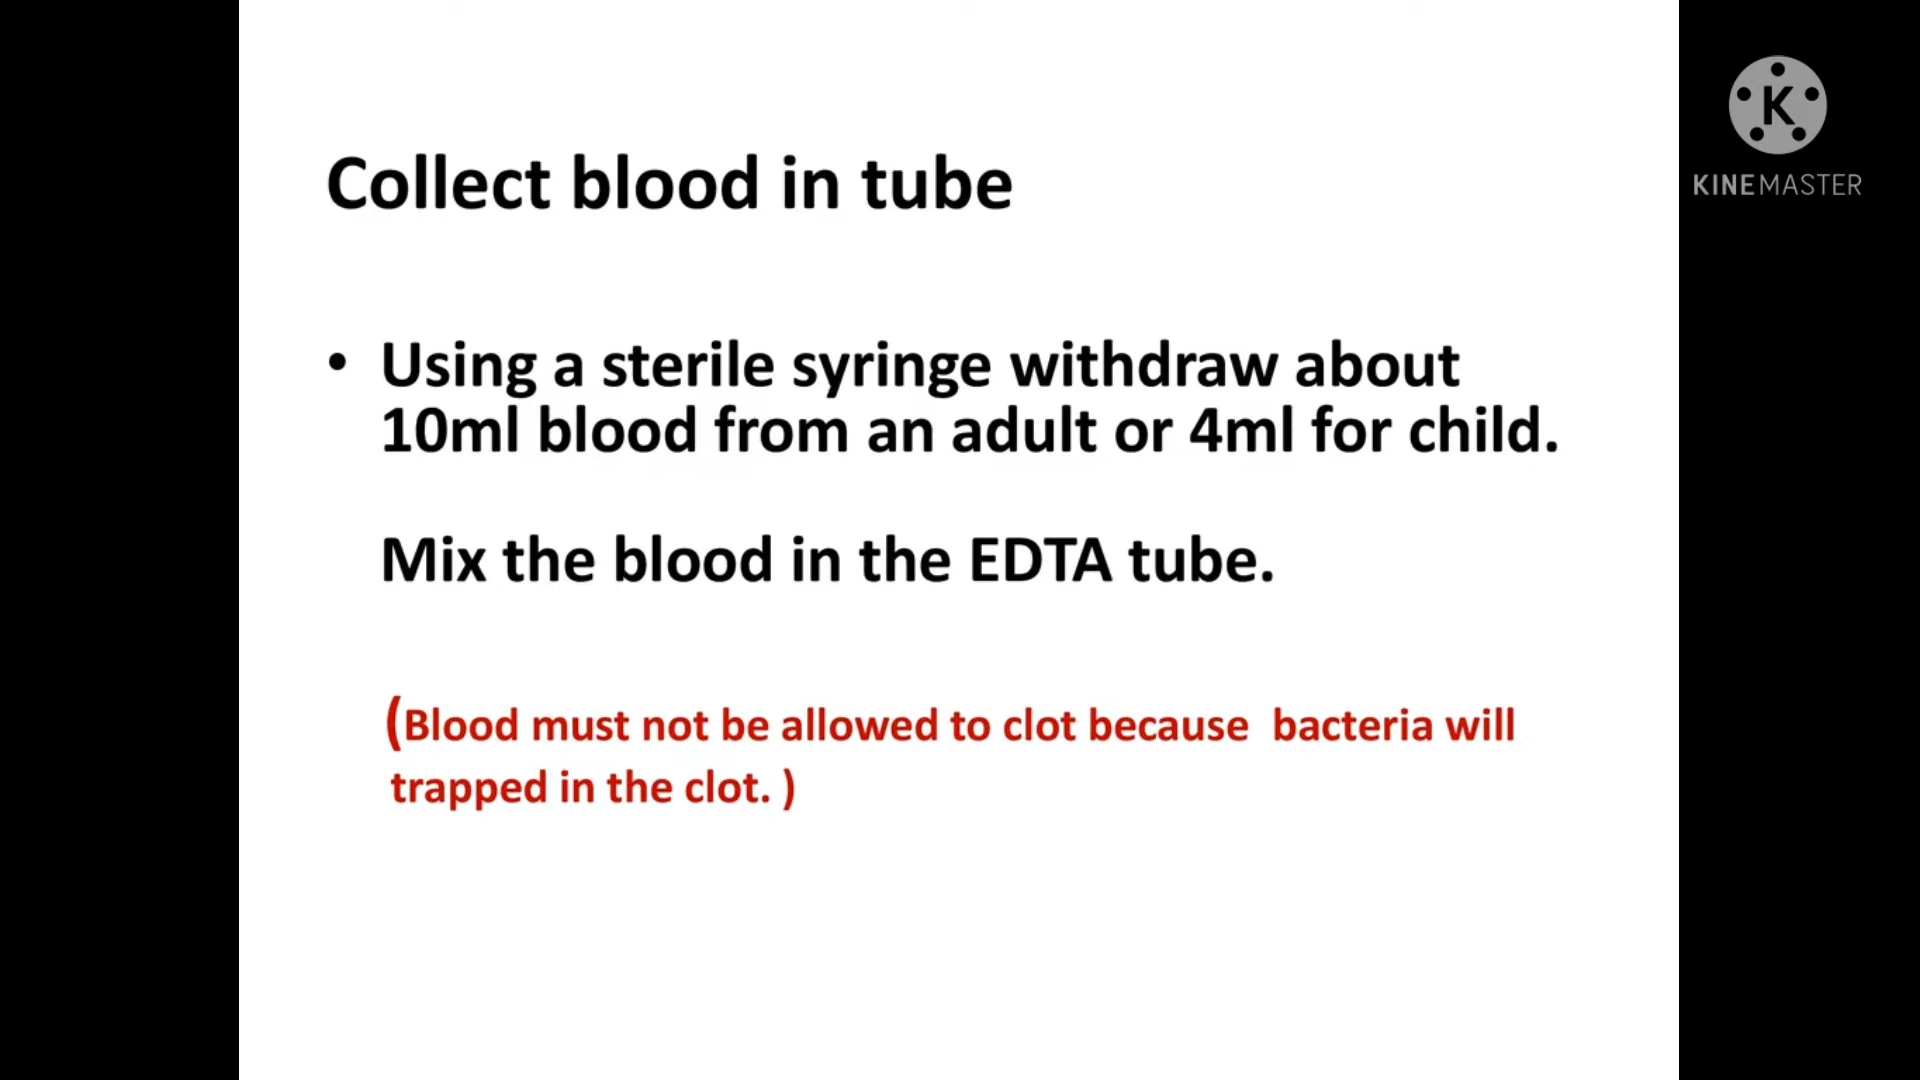 K
KINEMASTER
Collect blood in tube
• Using a sterile syringe withdraw about
10ml blood from an adult or 4ml for child.
Mix the blood in the EDTA tube.
(Blood must not be allowed to clot because  bacteria will
trapped in the clot. )